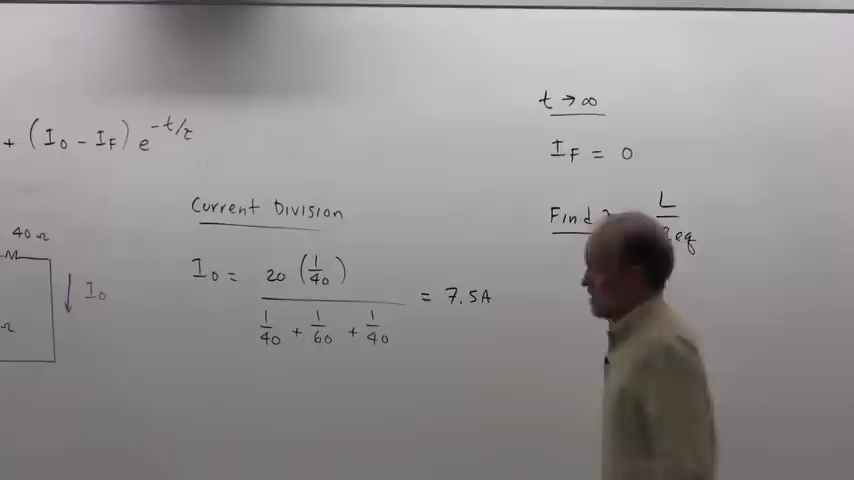 + (I₀ - I_F) e^{-t/τ}
40 Ω
Ω
I₀
Current Division
I₀ = 20 (1/40) / (1/40 + 1/60 + 1/40) = 7.5A
t → ∞
I_F = 0
Find
L
eq